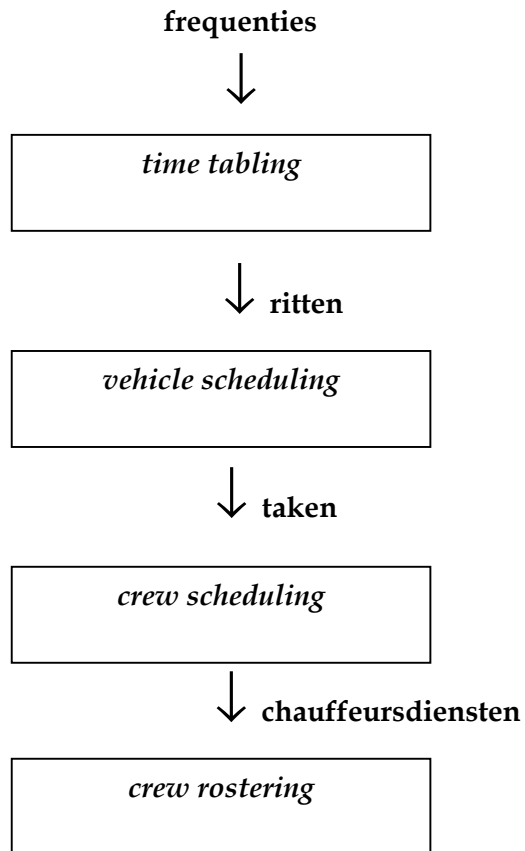 frequenties
time tabling
ritten
vehicle scheduling
taken
crew scheduling
chauffeursdiensten
crew rostering